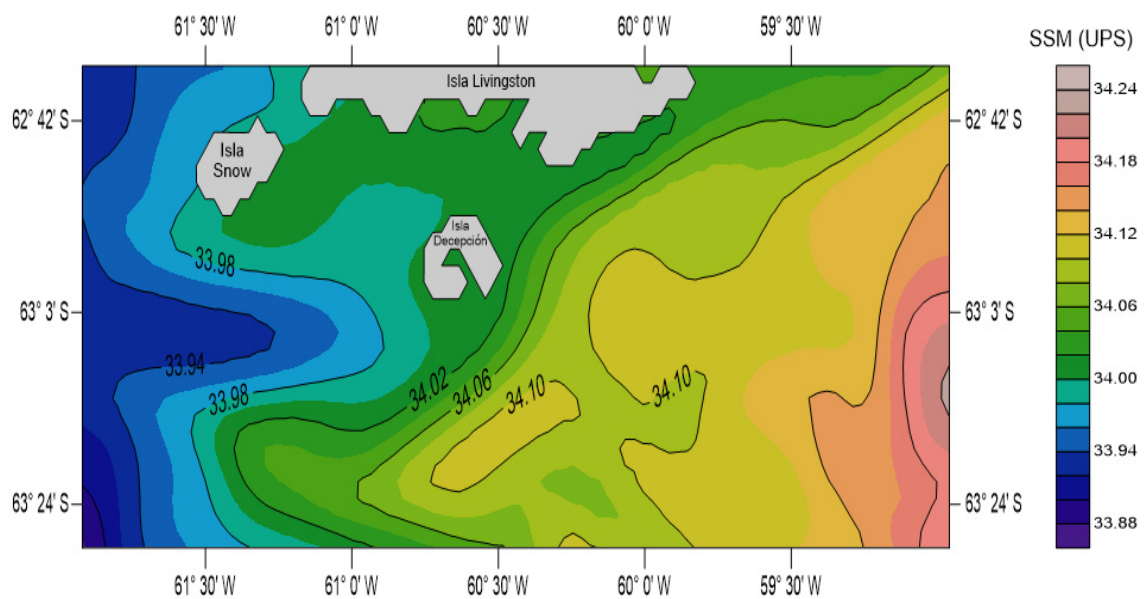 61° 30' W
61° 0' W
60° 30' W
60° 0' W
59° 30' W
SSM (UPS)
Isla Livingston
34.24
62° 42' S
62° 42' S
Isla
Snow
34.18
Isla
Decepción
34.12
33.98
63° 3' S
63° 3' S
34.06
33.94
34.00
33.98
34.02
34.06
34.10
34.10
33.94
63° 24' S
63° 24' S
33.88
61° 30' W
61° 0' W
60° 30' W
60° 0' W
59° 30' W